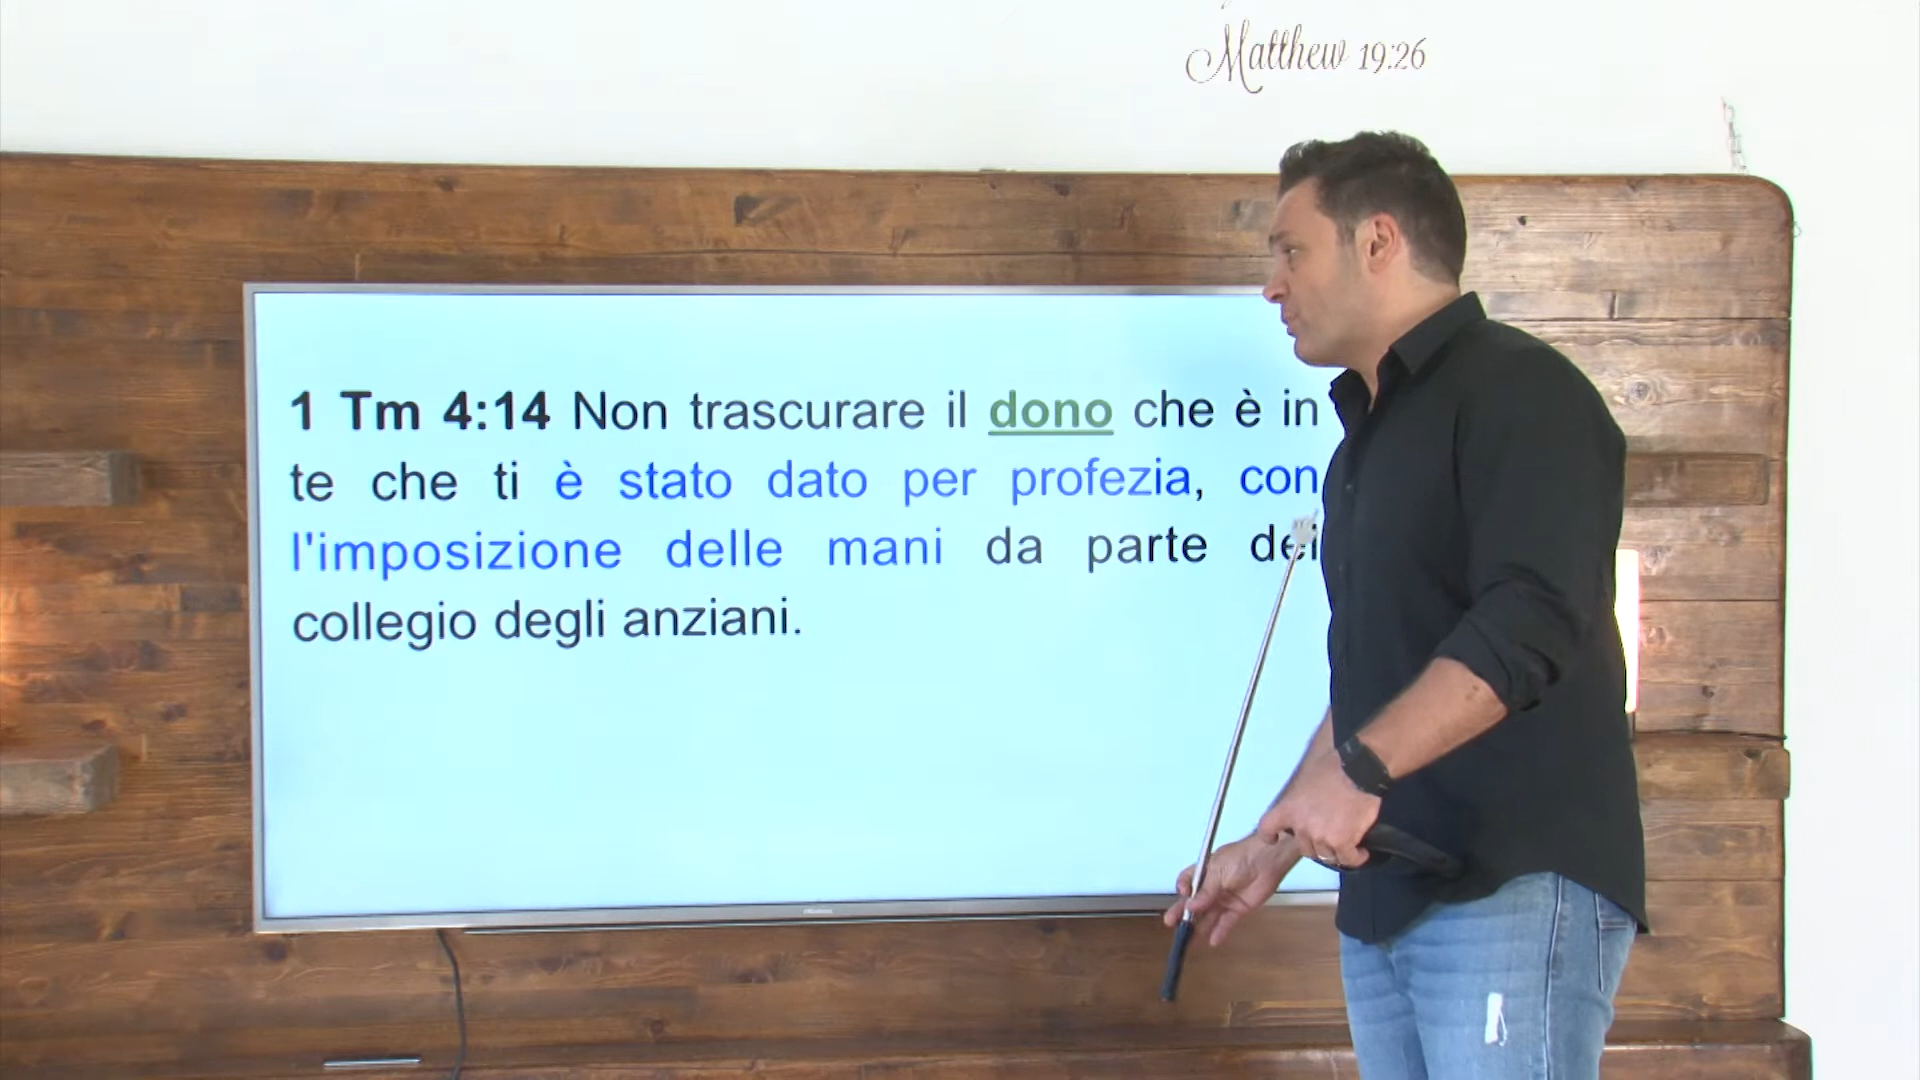 Matthew 19:26
1 Tm 4:14 Non trascurare il dono che è in
te che ti è stato dato per profezia, con
l'imposizione delle mani da parte del
collegio degli anziani.